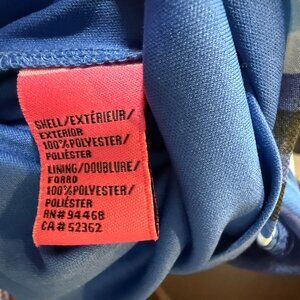 SHELL/EXTÉRIEUR/
EXTERIOR
100%POLYESTER/
POLIÉSTER
LINING/DOUBLURE/
FORRO
100%POLYESTER/
POLIÉSTER
RN# 94468
CA# 52362